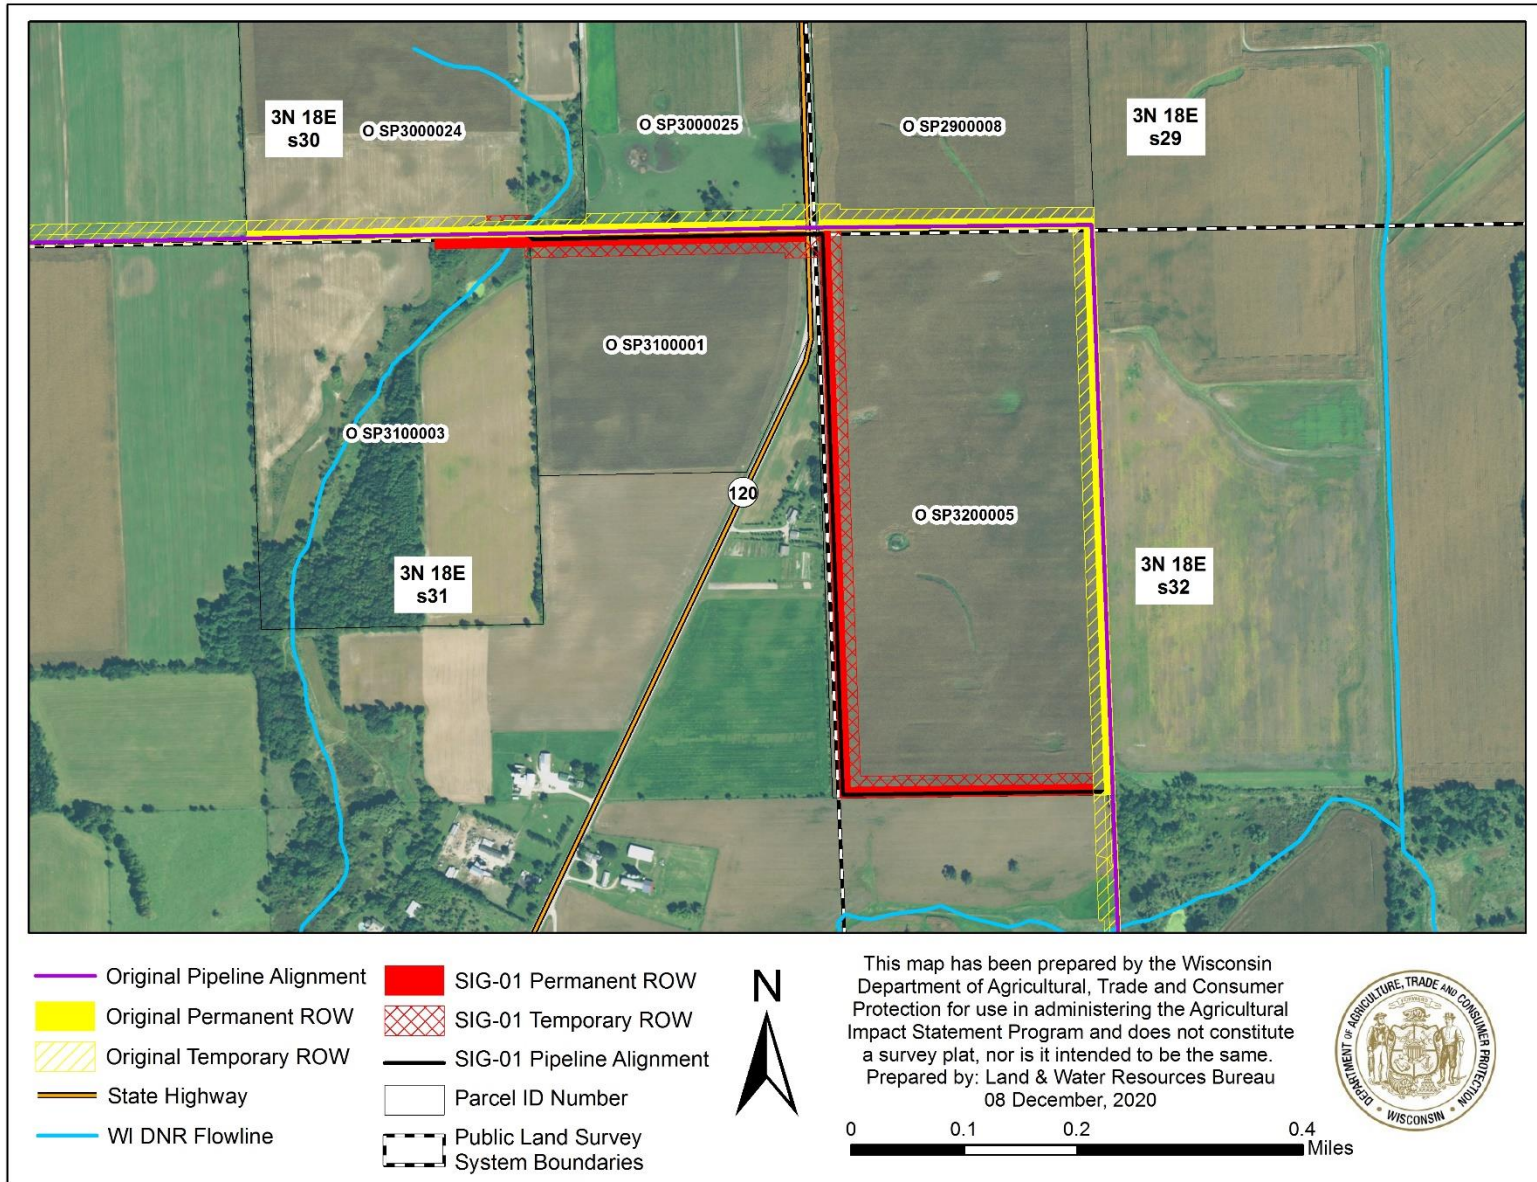 3N 18E
s30
O SP3000024
O SP3000025
O SP2900008
3N 18E
s29
O SP3100001
O SP3100003
120
O SP3200005
3N 18E
s31
3N 18E
s32
Original Pipeline Alignment
Original Permanent ROW
Original Temporary ROW
State Highway
WI DNR Flowline
SIG-01 Permanent ROW
SIG-01 Temporary ROW
SIG-01 Pipeline Alignment
Parcel ID Number
Public Land Survey
System Boundaries
N
This map has been prepared by the Wisconsin
Department of Agricultural, Trade and Consumer
Protection for use in administering the Agricultural
Impact Statement Program and does not constitute
a survey plat, nor is it intended to be the same.
Prepared by: Land & Water Resources Bureau
08 December, 2020
0 0.1 0.2 0.4
Miles
DEPARTMENT OF AGRICULTURE, TRADE AND CONSUMER PROTECTION
WISCONSIN